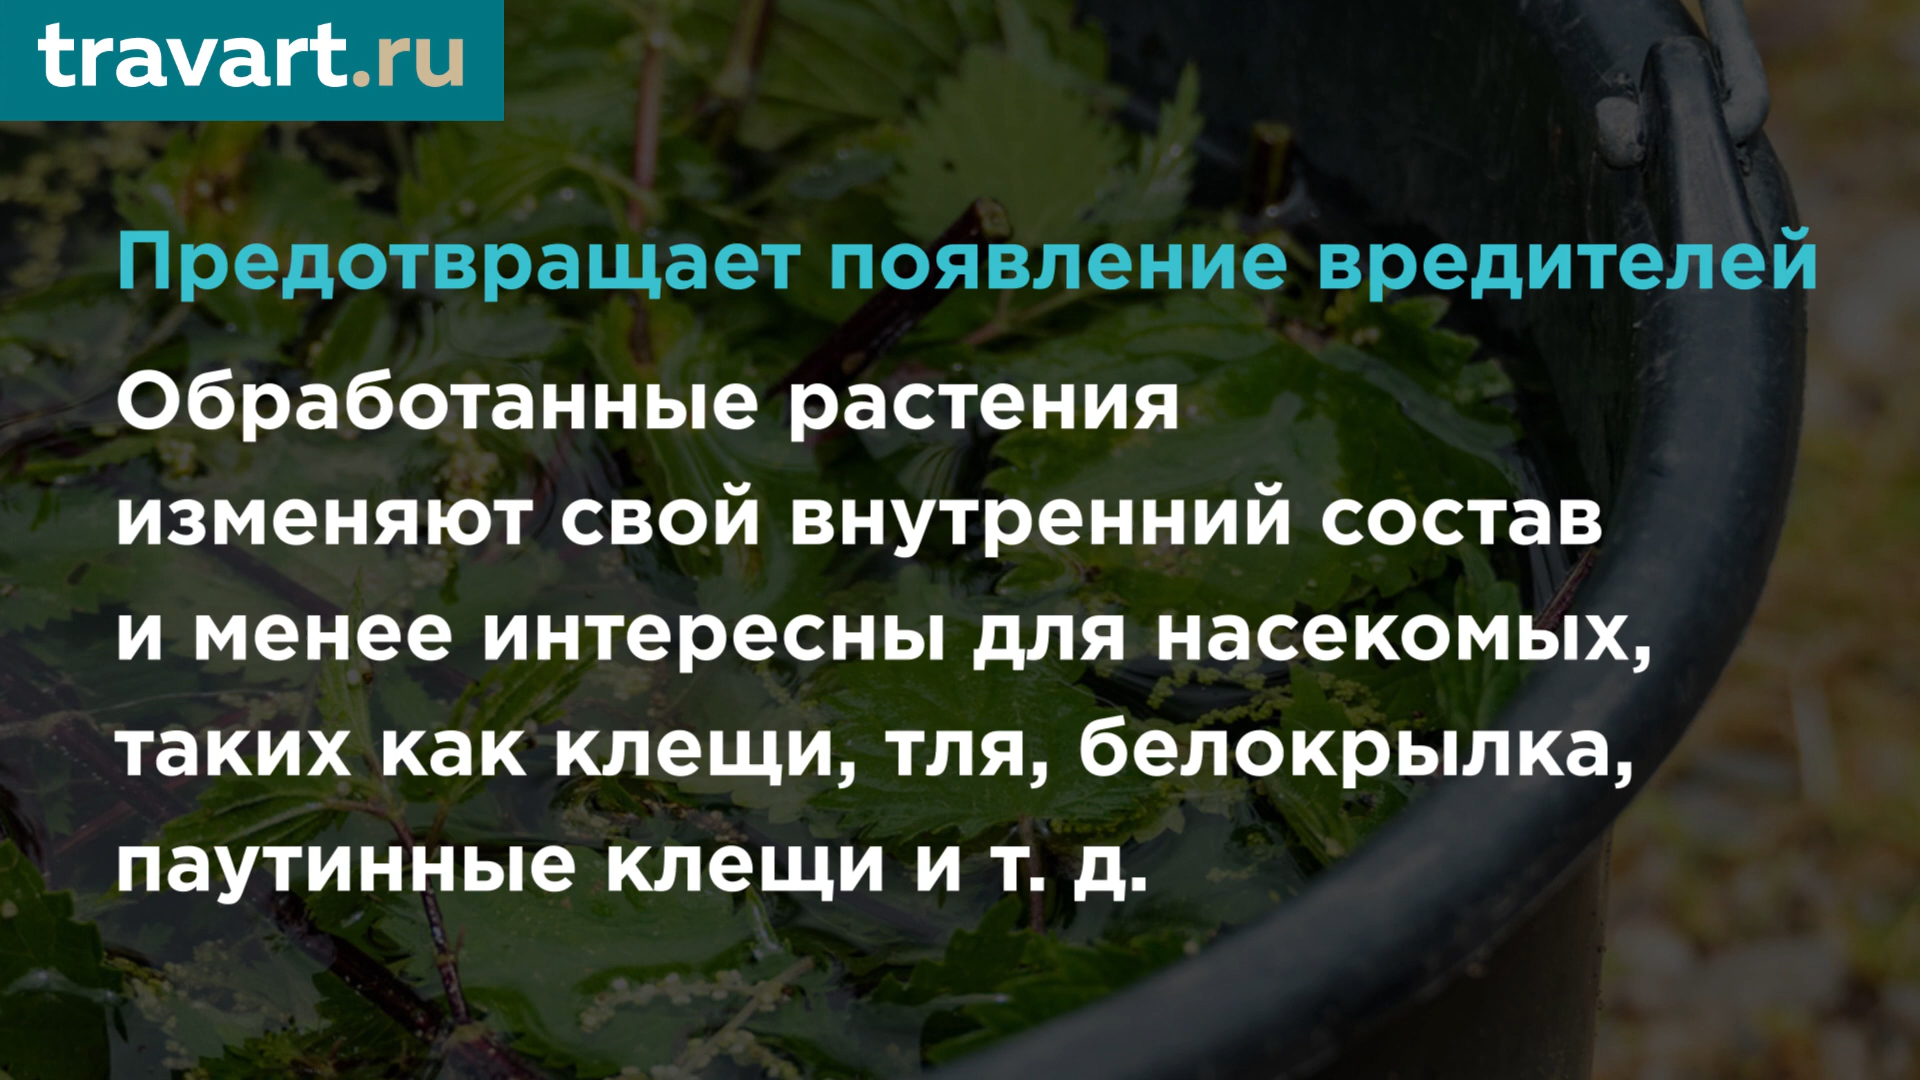 travart.ru
Предотвращает появление вредителей
Обработанные растения
изменяют свой внутренний состав
и менее интересны для насекомых,
таких как клещи, тля, белокрылка,
паутинные клещи и т. д.